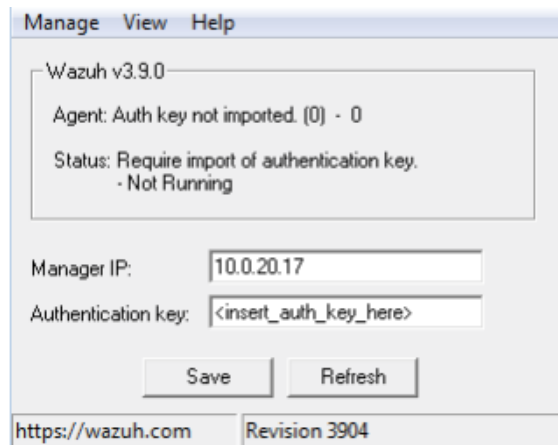 Manage View Help
Wazuh v3.9.0
Agent: Auth key not imported. (0) - 0
Status: Require import of authentication key.
- Not Running
Manager IP: 10.0.20.17
Authentication key: <insert_auth_key_here>
Save Refresh
https://wazuh.com Revision 3904